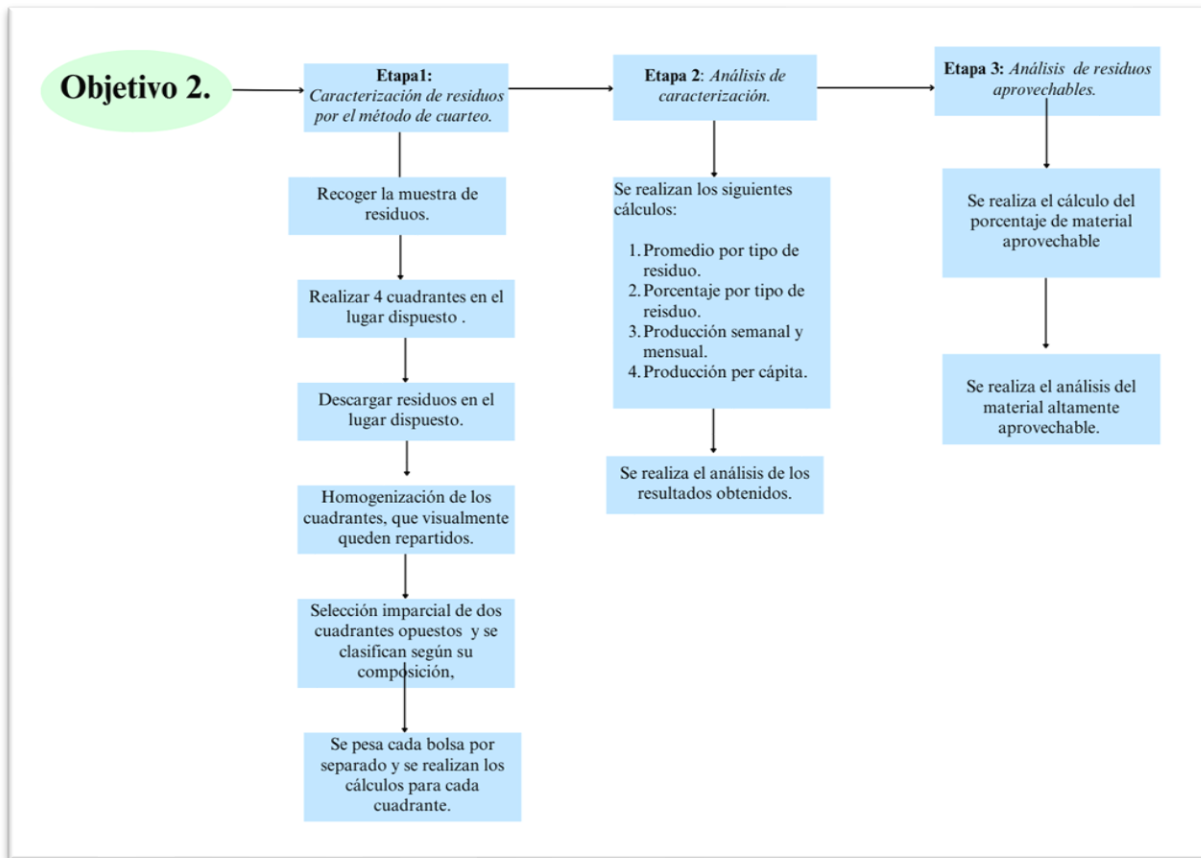 Objetivo 2.
Etapa1:
Caracterización de residuos
por el método de cuarteo.
Recoger la muestra de
residuos.
Realizar 4 cuadrantes en el
lugar dispuesto .
Descargar residuos en el
lugar dispuesto.
Homogenización de los
cuadrantes, que visualmente
queden repartidos.
Selección imparcial de dos
cuadrantes opuestos y se
clasifican según su
composición,
Se pesa cada bolsa por
separado y se realizan los
cálculos para cada
cuadrante.
Etapa 2: Análisis de
caracterización.
Se realizan los siguientes
cálculos:
1. Promedio por tipo de
residuo.
2. Porcentaje por tipo de
reisduo.
3. Producción semanal y
mensual.
4. Producción per cápita.
Se realiza el análisis de los
resultados obtenidos.
Etapa 3: Análisis de residuos
aprovechables.
Se realiza el cálculo del
porcentaje de material
aprovechable
Se realiza el análisis del
material altamente
aprovechable.